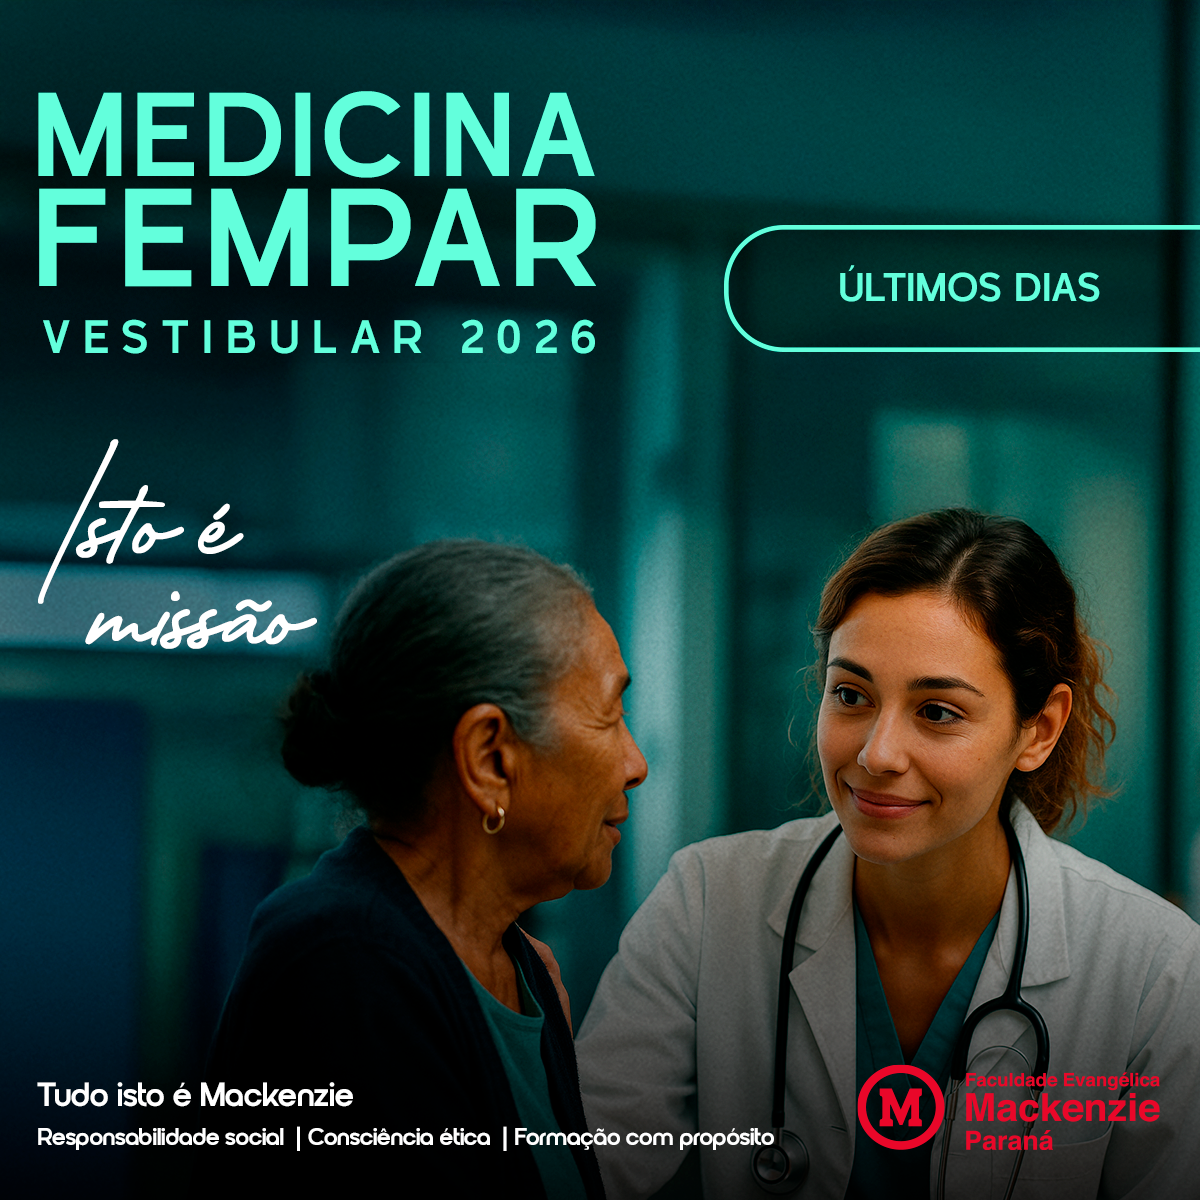 MEDICINA
FEMPAR
VESTIBULAR 2026
ÚLTIMOS DIAS
Isto é
missão
Tudo isto é Mackenzie
Responsabilidade social | Consciência ética | Formação com propósito
M
Faculdade Evangélica
Mackenzie
Paraná